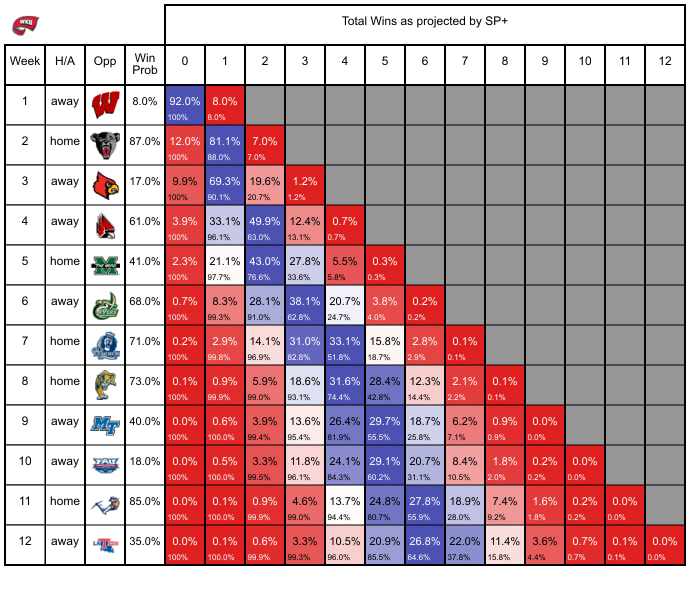 WKU
Total Wins as projected by SP+
Week H/A Opp Win Prob 0 1 2 3 4 5 6 7 8 9 10 11 12
1 away W 8.0% 92.0% 8.0%
100% 8.0%
2 home 87.0% 12.0% 81.1% 7.0%
100% 88.0% 7.0%
3 away 17.0% 9.9% 69.3% 19.6% 1.2%
100% 90.1% 20.7% 1.2%
4 away 61.0% 3.9% 33.1% 49.9% 12.4% 0.7%
100% 96.1% 63.0% 13.1% 0.7%
5 home M 41.0% 2.3% 21.1% 43.0% 27.8% 5.5% 0.3%
100% 97.7% 76.6% 33.6% 5.8% 0.3%
6 away 68.0% 0.7% 8.3% 28.1% 38.1% 20.7% 3.8% 0.2%
100% 99.3% 91.0% 62.8% 24.7% 4.0% 0.2%
7 home 71.0% 0.2% 2.9% 14.1% 31.0% 33.1% 15.8% 2.8% 0.1%
100% 99.8% 96.9% 82.8% 51.8% 18.7% 2.9% 0.1%
8 home 73.0% 0.1% 0.9% 5.9% 18.6% 31.6% 28.4% 12.3% 2.1% 0.1%
100% 99.9% 99.0% 93.1% 74.4% 42.8% 14.4% 2.2% 0.1%
9 away MT 40.0% 0.0% 0.6% 3.9% 13.6% 26.4% 29.7% 18.7% 6.2% 0.9% 0.0%
100% 100.0% 99.4% 95.4% 81.9% 55.5% 25.8% 7.1% 0.9% 0.0%
10 away FAU 18.0% 0.0% 0.5% 3.3% 11.8% 24.1% 29.1% 20.7% 8.4% 1.8% 0.2% 0.0%
100% 100.0% 99.5% 96.1% 84.3% 60.2% 31.1% 10.5% 2.0% 0.2% 0.0%
11 home 85.0% 0.0% 0.1% 0.9% 4.6% 13.7% 24.8% 27.8% 18.9% 7.4% 1.6% 0.2% 0.0%
100% 100.0% 99.9% 99.0% 94.4% 80.7% 55.9% 28.0% 9.2% 1.8% 0.2% 0.0%
12 away LA TECH 35.0% 0.0% 0.1% 0.6% 3.3% 10.5% 20.9% 26.8% 22.0% 11.4% 3.6% 0.7% 0.1% 0.0%
100% 100.0% 99.9% 99.3% 96.0% 85.5% 64.6% 37.8% 15.8% 4.4% 0.7% 0.1% 0.0%